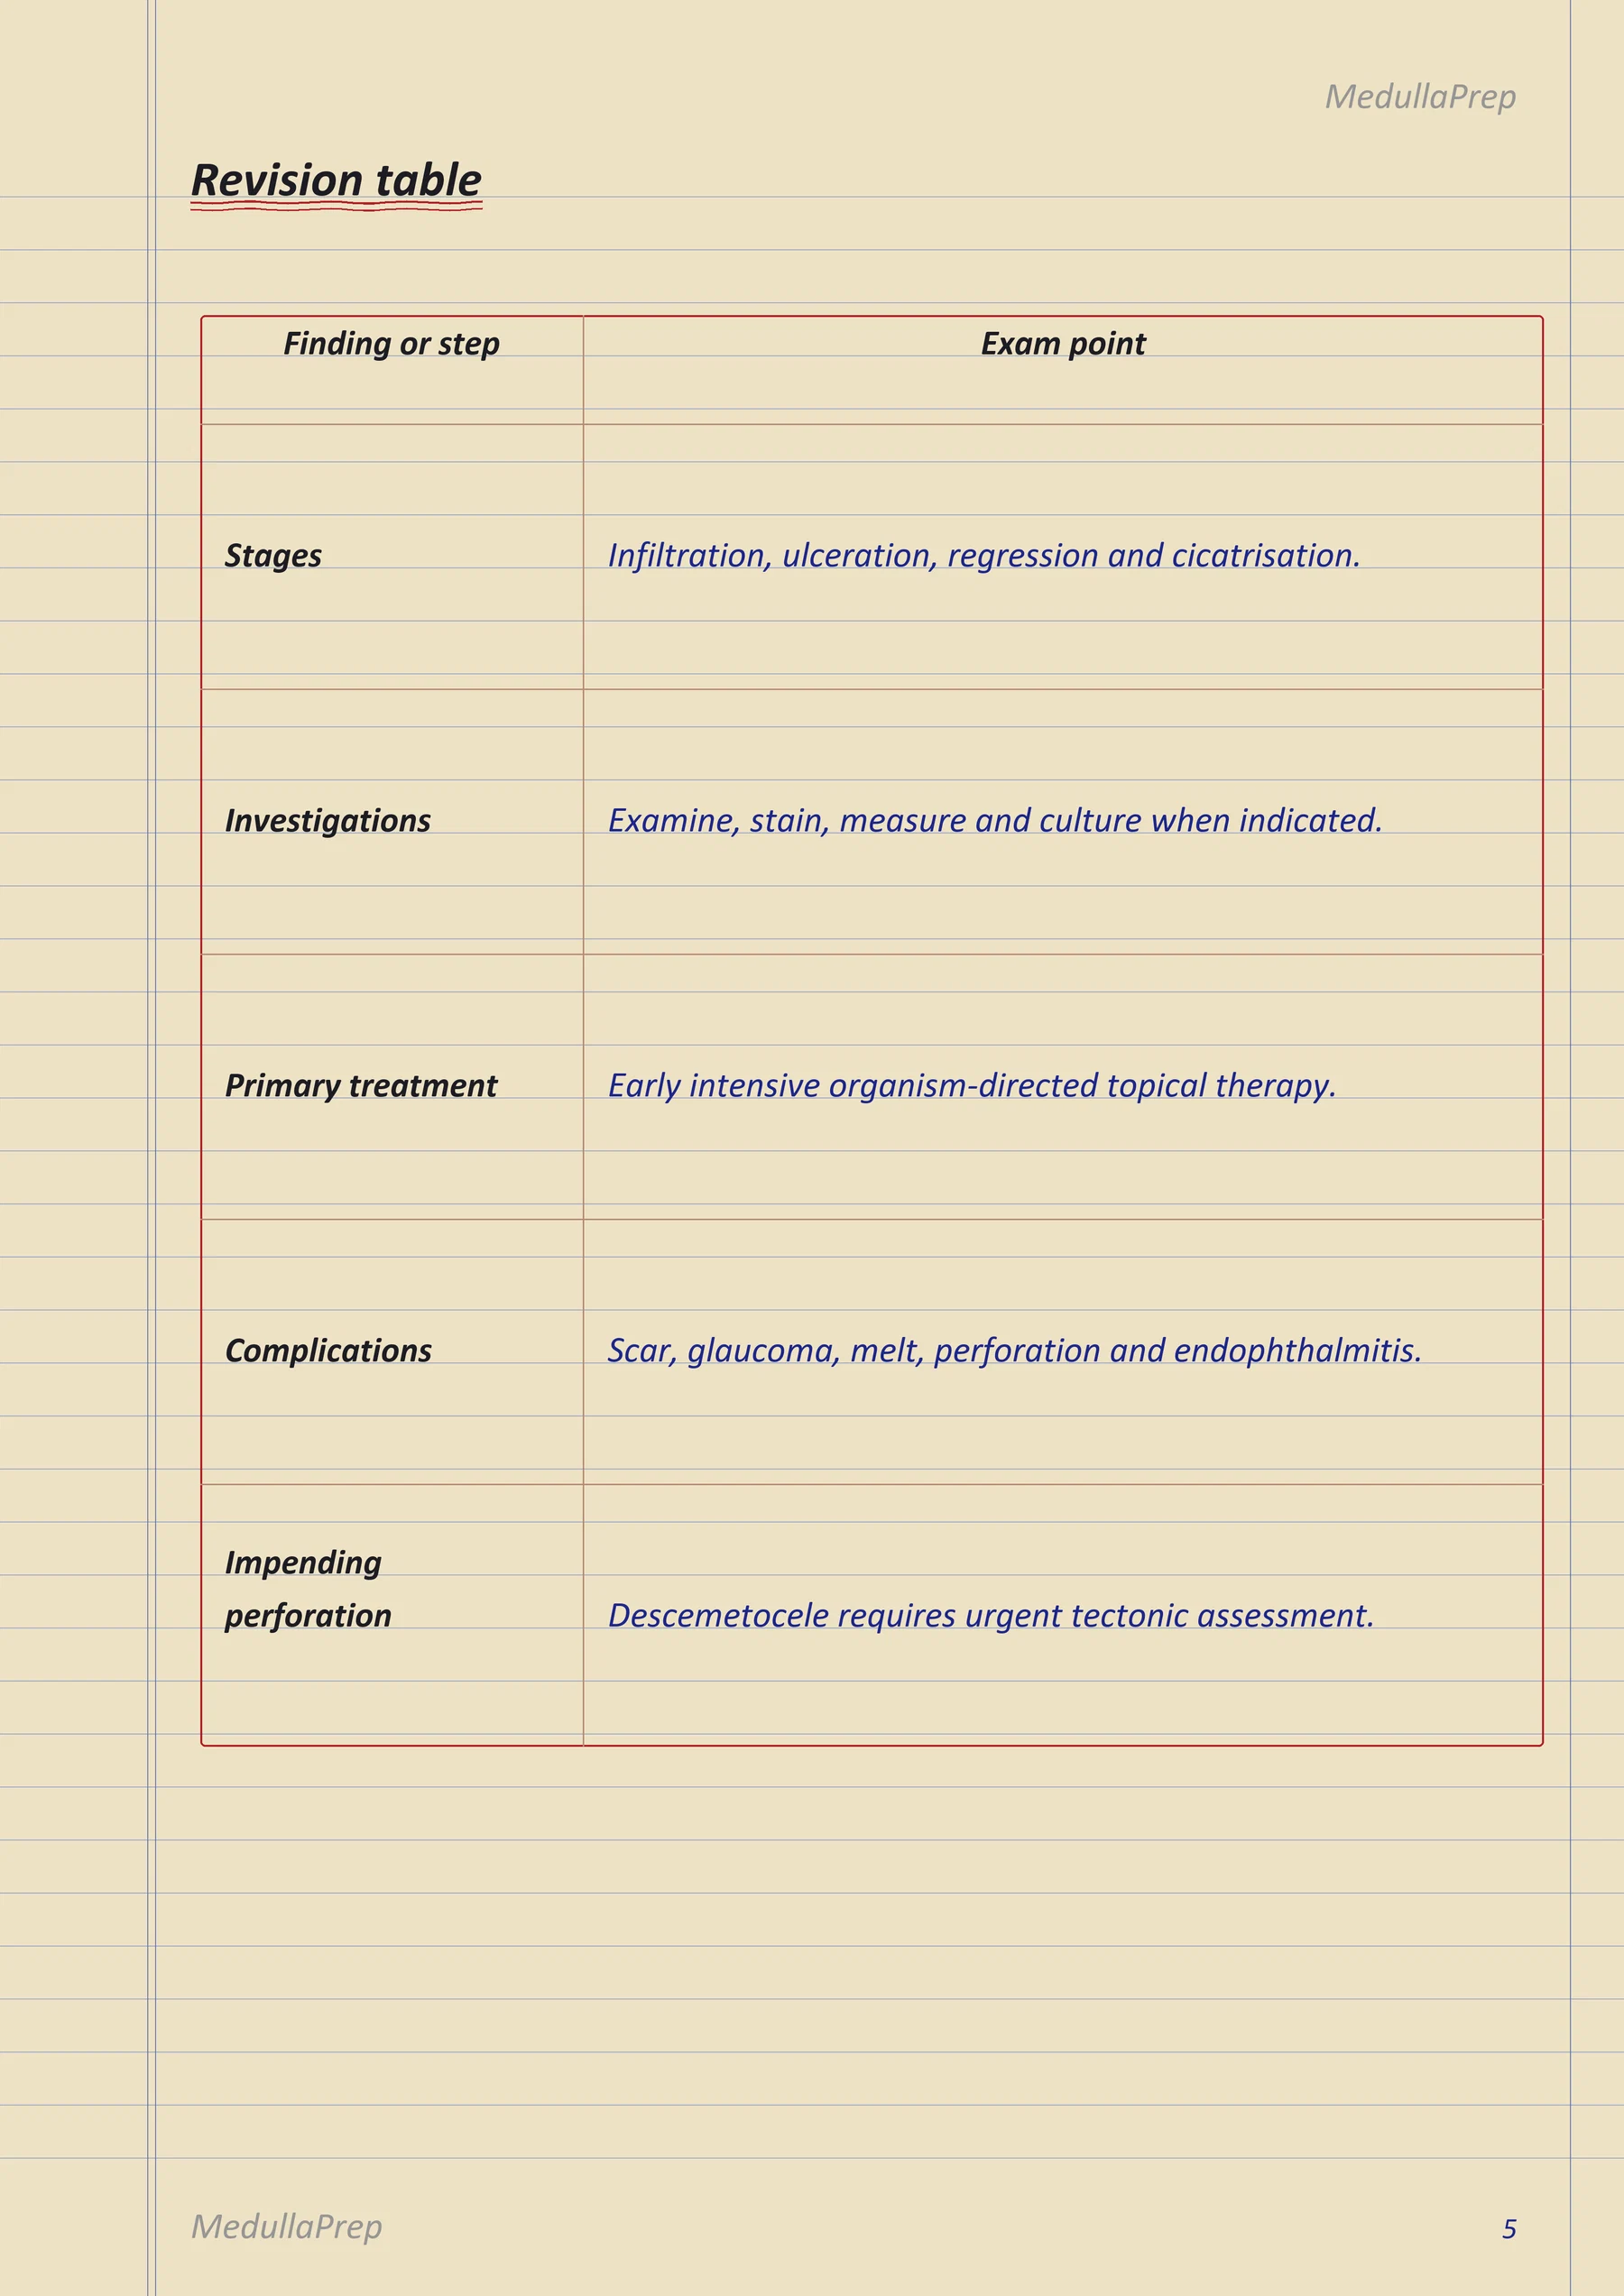 MedullaPrep
Revision table
Finding or step
Exam point
Stages
Infiltration, ulceration, regression and cicatrisation.
Investigations
Examine, stain, measure and culture when indicated.
Primary treatment
Early intensive organism-directed topical therapy.
Complications
Scar, glaucoma, melt, perforation and endophthalmitis.
Impending
perforation
Descemetocele requires urgent tectonic assessment.
MedullaPrep
5